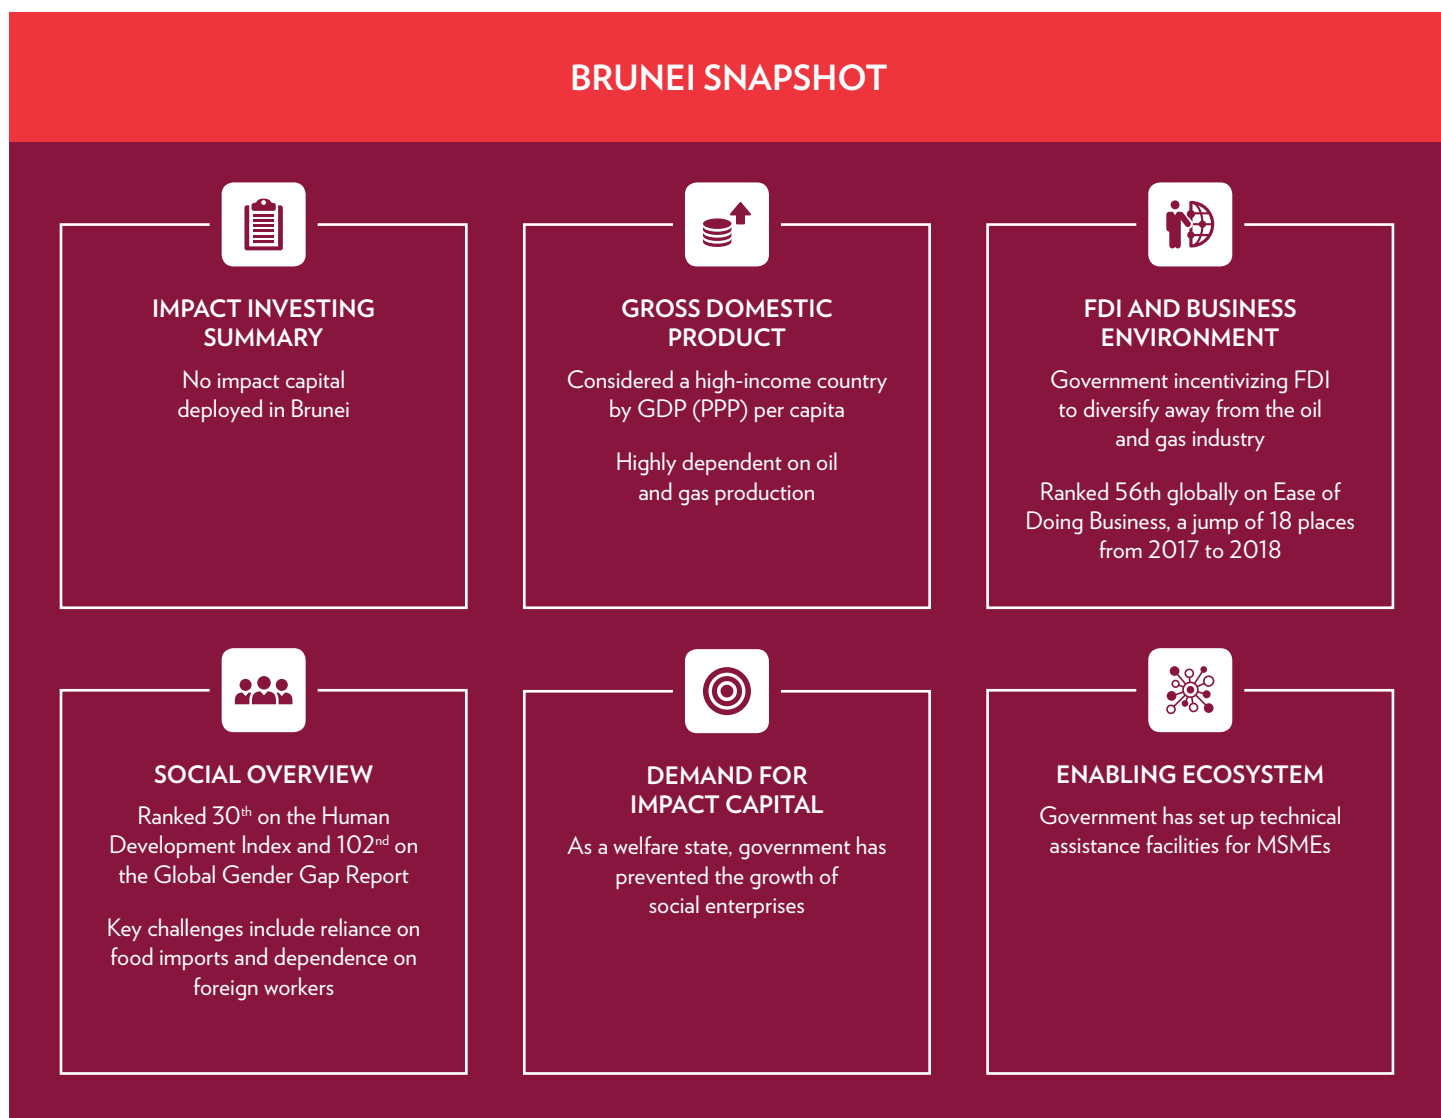 BRUNEI SNAPSHOT
IMPACT INVESTING
SUMMARY
No impact capital
deployed in Brunei
GROSS DOMESTIC
PRODUCT
Considered a high-income country
by GDP (PPP) per capita
Highly dependent on oil
and gas production
FDI AND BUSINESS
ENVIRONMENT
Government incentivizing FDI
to diversify away from the oil
and gas industry
Ranked 56th globally on Ease of
Doing Business, a jump of 18 places
from 2017 to 2018
SOCIAL OVERVIEW
Ranked 30th on the Human
Development Index and 102nd on
the Global Gender Gap Report
Key challenges include reliance on
food imports and dependence on
foreign workers
DEMAND FOR
IMPACT CAPITAL
As a welfare state, government has
prevented the growth of
social enterprises
ENABLING ECOSYSTEM
Government has set up technical
assistance facilities for MSMEs